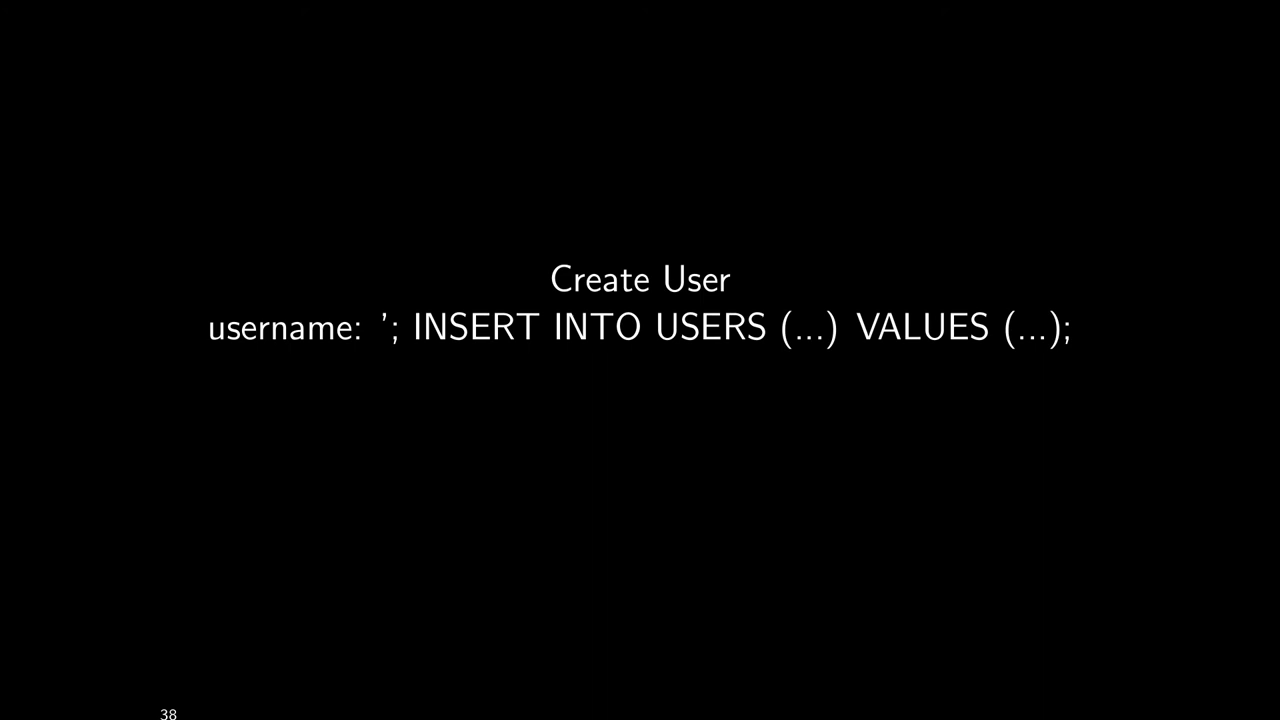 Create User
username: ’; INSERT INTO USERS (...) VALUES (...);
38